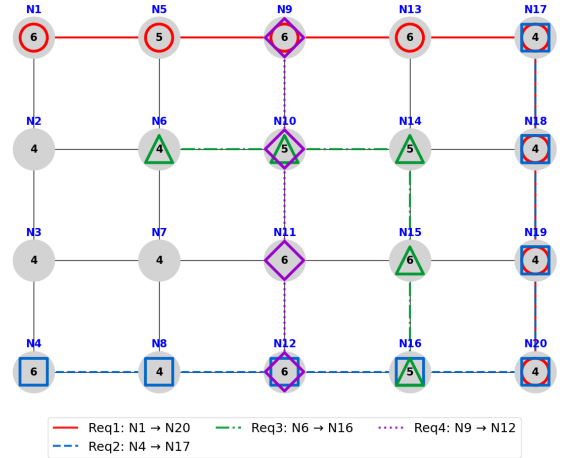 N1 N5 N9 N13 N17
6 5 6 6 4
N2 N6 N10 N14 N18
4 4 5 5 4
N3 N7 N11 N15 N19
4 4 6 6 4
N4 N8 N12 N16 N20
6 4 6 5 4
Req1: N1 → N20 Req3: N6 → N16 Req4: N9 → N12
Req2: N4 → N17